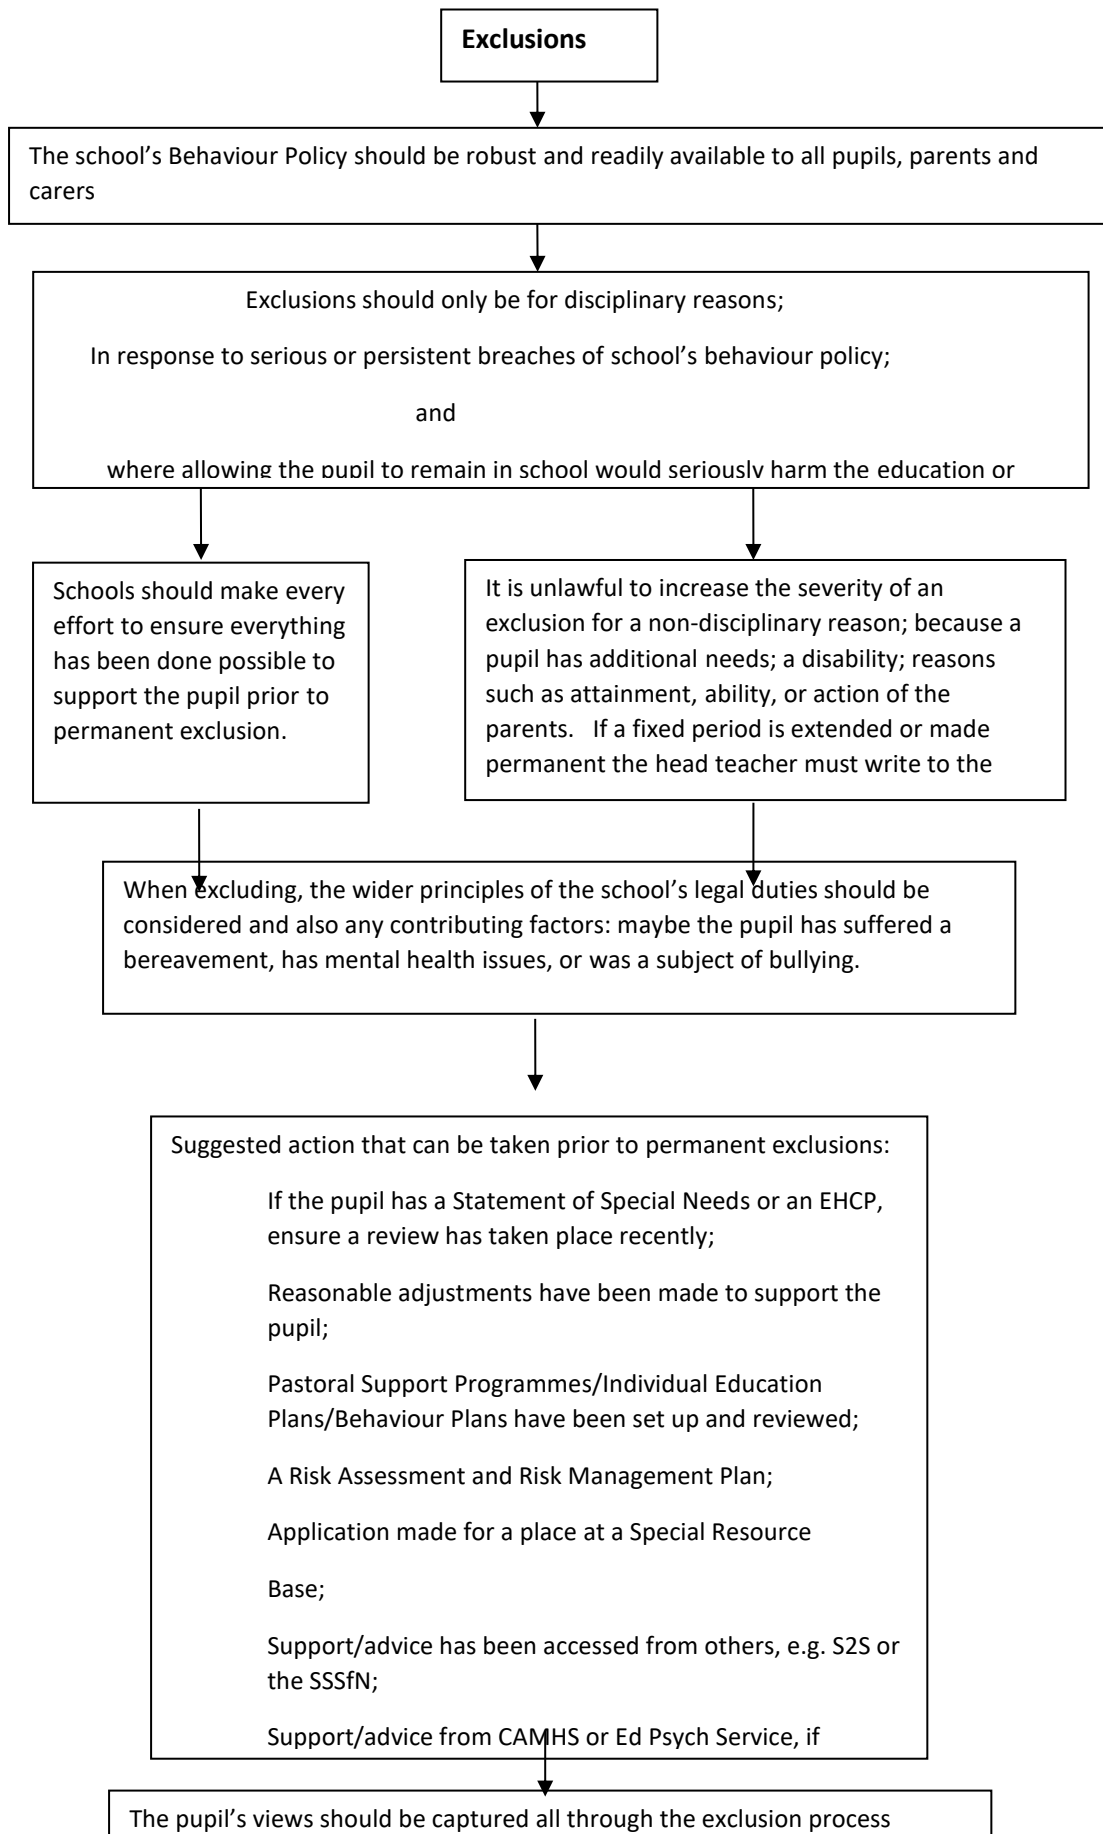 Exclusions
The school’s Behaviour Policy should be robust and readily available to all pupils, parents and
carers
Exclusions should only be for disciplinary reasons;
In response to serious or persistent breaches of school’s behaviour policy;
and
where allowing the pupil to remain in school would seriously harm the education or
Schools should make every
effort to ensure everything
has been done possible to
support the pupil prior to
permanent exclusion.
It is unlawful to increase the severity of an
exclusion for a non-disciplinary reason; because a
pupil has additional needs; a disability; reasons
such as attainment, ability, or action of the
parents.   If a fixed period is extended or made
permanent the head teacher must write to the
When excluding, the wider principles of the school’s legal duties should be
considered and also any contributing factors: maybe the pupil has suffered a
bereavement, has mental health issues, or was a subject of bullying.
Suggested action that can be taken prior to permanent exclusions:
If the pupil has a Statement of Special Needs or an EHCP,
ensure a review has taken place recently;
Reasonable adjustments have been made to support the
pupil;
Pastoral Support Programmes/Individual Education
Plans/Behaviour Plans have been set up and reviewed;
A Risk Assessment and Risk Management Plan;
Application made for a place at a Special Resource
Base;
Support/advice has been accessed from others, e.g. S2S or
the SSSfN;
Support/advice from CAMHS or Ed Psych Service, if
The pupil’s views should be captured all through the exclusion process